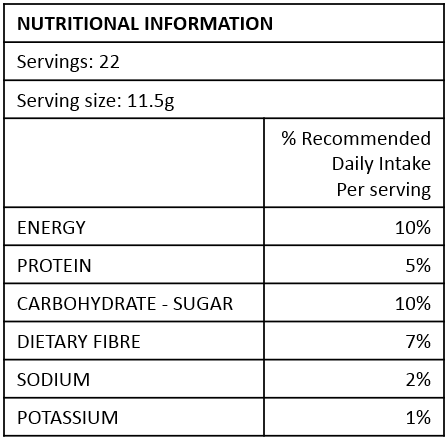 NUTRITIONAL INFORMATION
Servings: 22
Serving size: 11.5g
% Recommended
Daily Intake
Per serving
ENERGY 10%
PROTEIN 5%
CARBOHYDRATE - SUGAR 10%
DIETARY FIBRE 7%
SODIUM 2%
POTASSIUM 1%